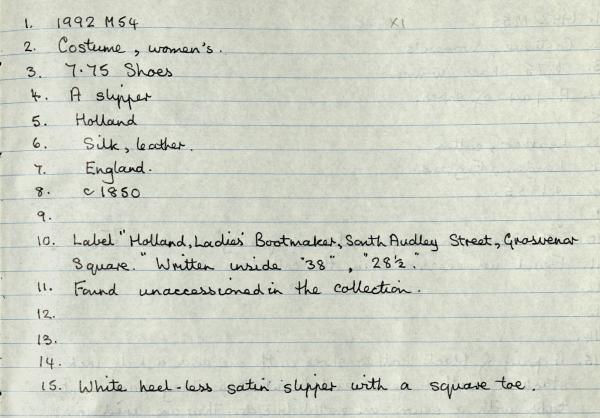 1. 1992 M54 X1
2. Costume, women's.
3. 7.75 Shoes
4. A slipper
5. Holland
6. Silk, leather.
7. England.
8. c 1850
9.
10. Label "Holland, Ladies' Bootmaker, South Audley Street, Grosvenor
Square." Written inside "38", "28½."
11. Found unaccessioned in the collection.
12.
13.
14.
15. White heel-less satin slipper with a square toe.